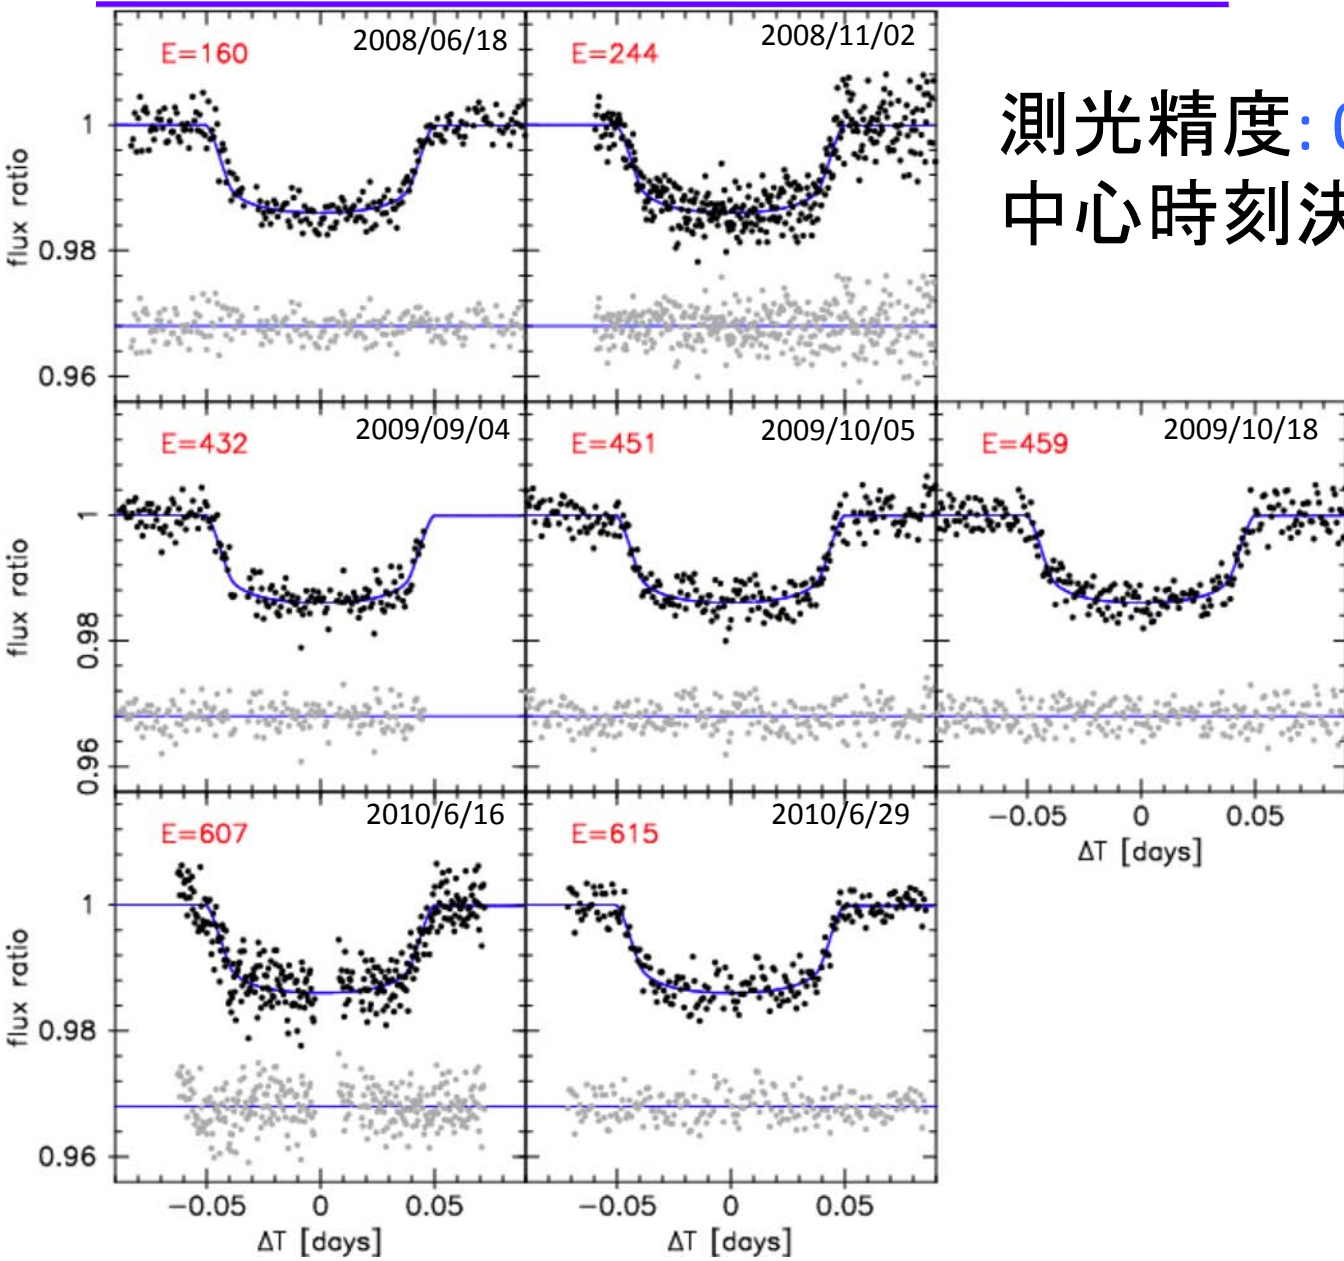 E=160 2008/06/18
E=244 2008/11/02
測光精度:
中心時刻決
flux ratio
1
0.98
0.96
E=432 2009/09/04
E=451 2009/10/05
E=459 2009/10/18
flux ratio
1
0.98
0.96
−0.05 0 0.05
ΔT [days]
E=607 2010/6/16
E=615 2010/6/29
flux ratio
1
0.98
0.96
−0.05 0 0.05
−0.05 0 0.05
ΔT [days]
ΔT [days]